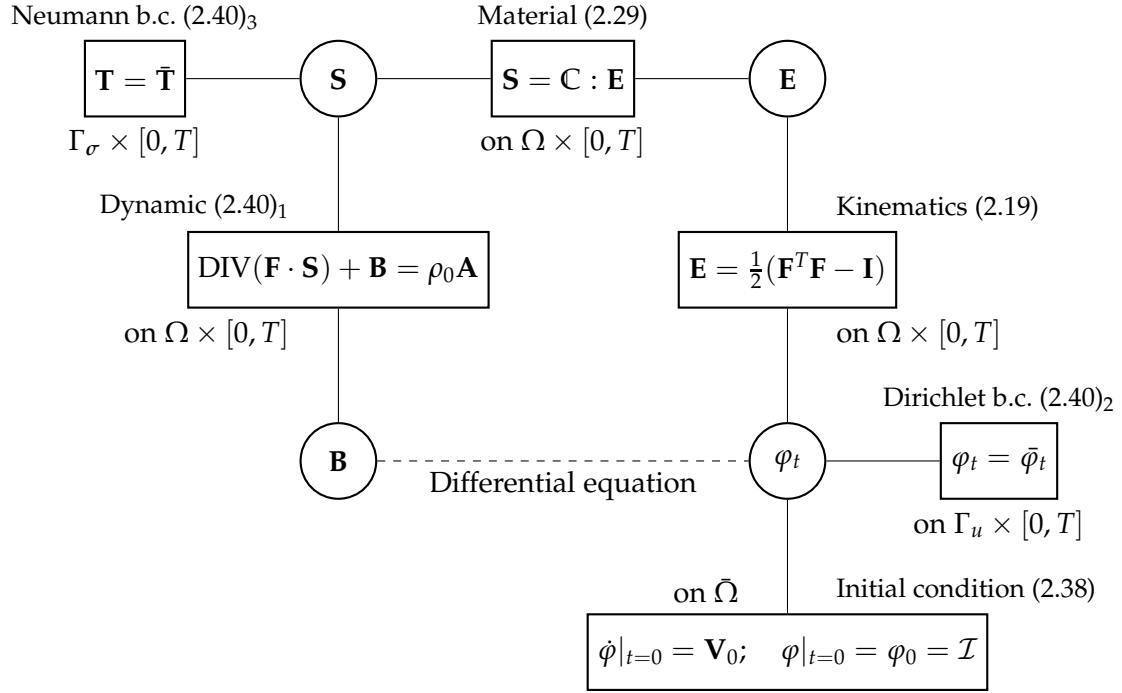 Neumann b.c. (2.40)₃
Material (2.29)
𝐓 = 𝐓̄
𝐒
𝐒 = ℂ : 𝐄
𝐄
Γ_σ × [0, T]
on Ω × [0, T]
Dynamic (2.40)₁
Kinematics (2.19)
DIV(𝐅 · 𝐒) + 𝐁 = ρ₀𝐀
𝐄 = ½(𝐅ᵀ𝐅 − 𝐈)
on Ω × [0, T]
on Ω × [0, T]
Dirichlet b.c. (2.40)₂
𝐁
φₜ
φₜ = φ̄ₜ
Differential equation
on Γᵤ × [0, T]
on Ω̄
Initial condition (2.38)
φ̇|ₜ₌₀ = 𝐕₀; φ|ₜ₌₀ = φ₀ = ℐ